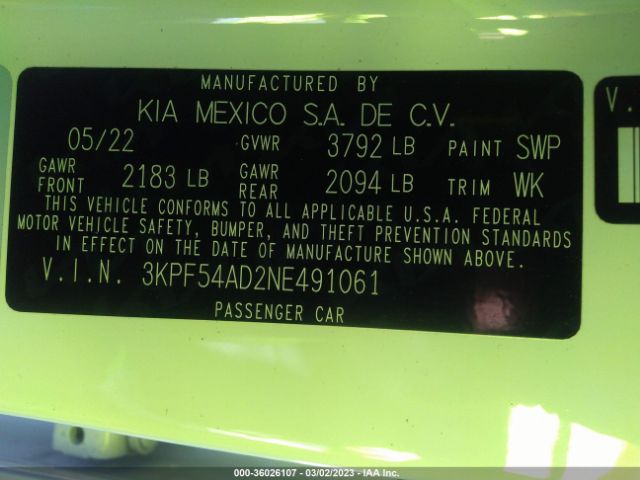 MANUFACTURED BY
KIA MEXICO S.A. DE C.V.
05/22 GVWR 3792 LB PAINT SWP
GAWR FRONT 2183 LB GAWR REAR 2094 LB TRIM WK
THIS VEHICLE CONFORMS TO ALL APPLICABLE U.S.A. FEDERAL
MOTOR VEHICLE SAFETY, BUMPER, AND THEFT PREVENTION STANDARDS
IN EFFECT ON THE DATE OF MANUFACTURE SHOWN ABOVE.
V.I.N. 3KPF54AD2NE491061
PASSENGER CAR
V.
000-36026107 - 03/02/2023 - IAA Inc.